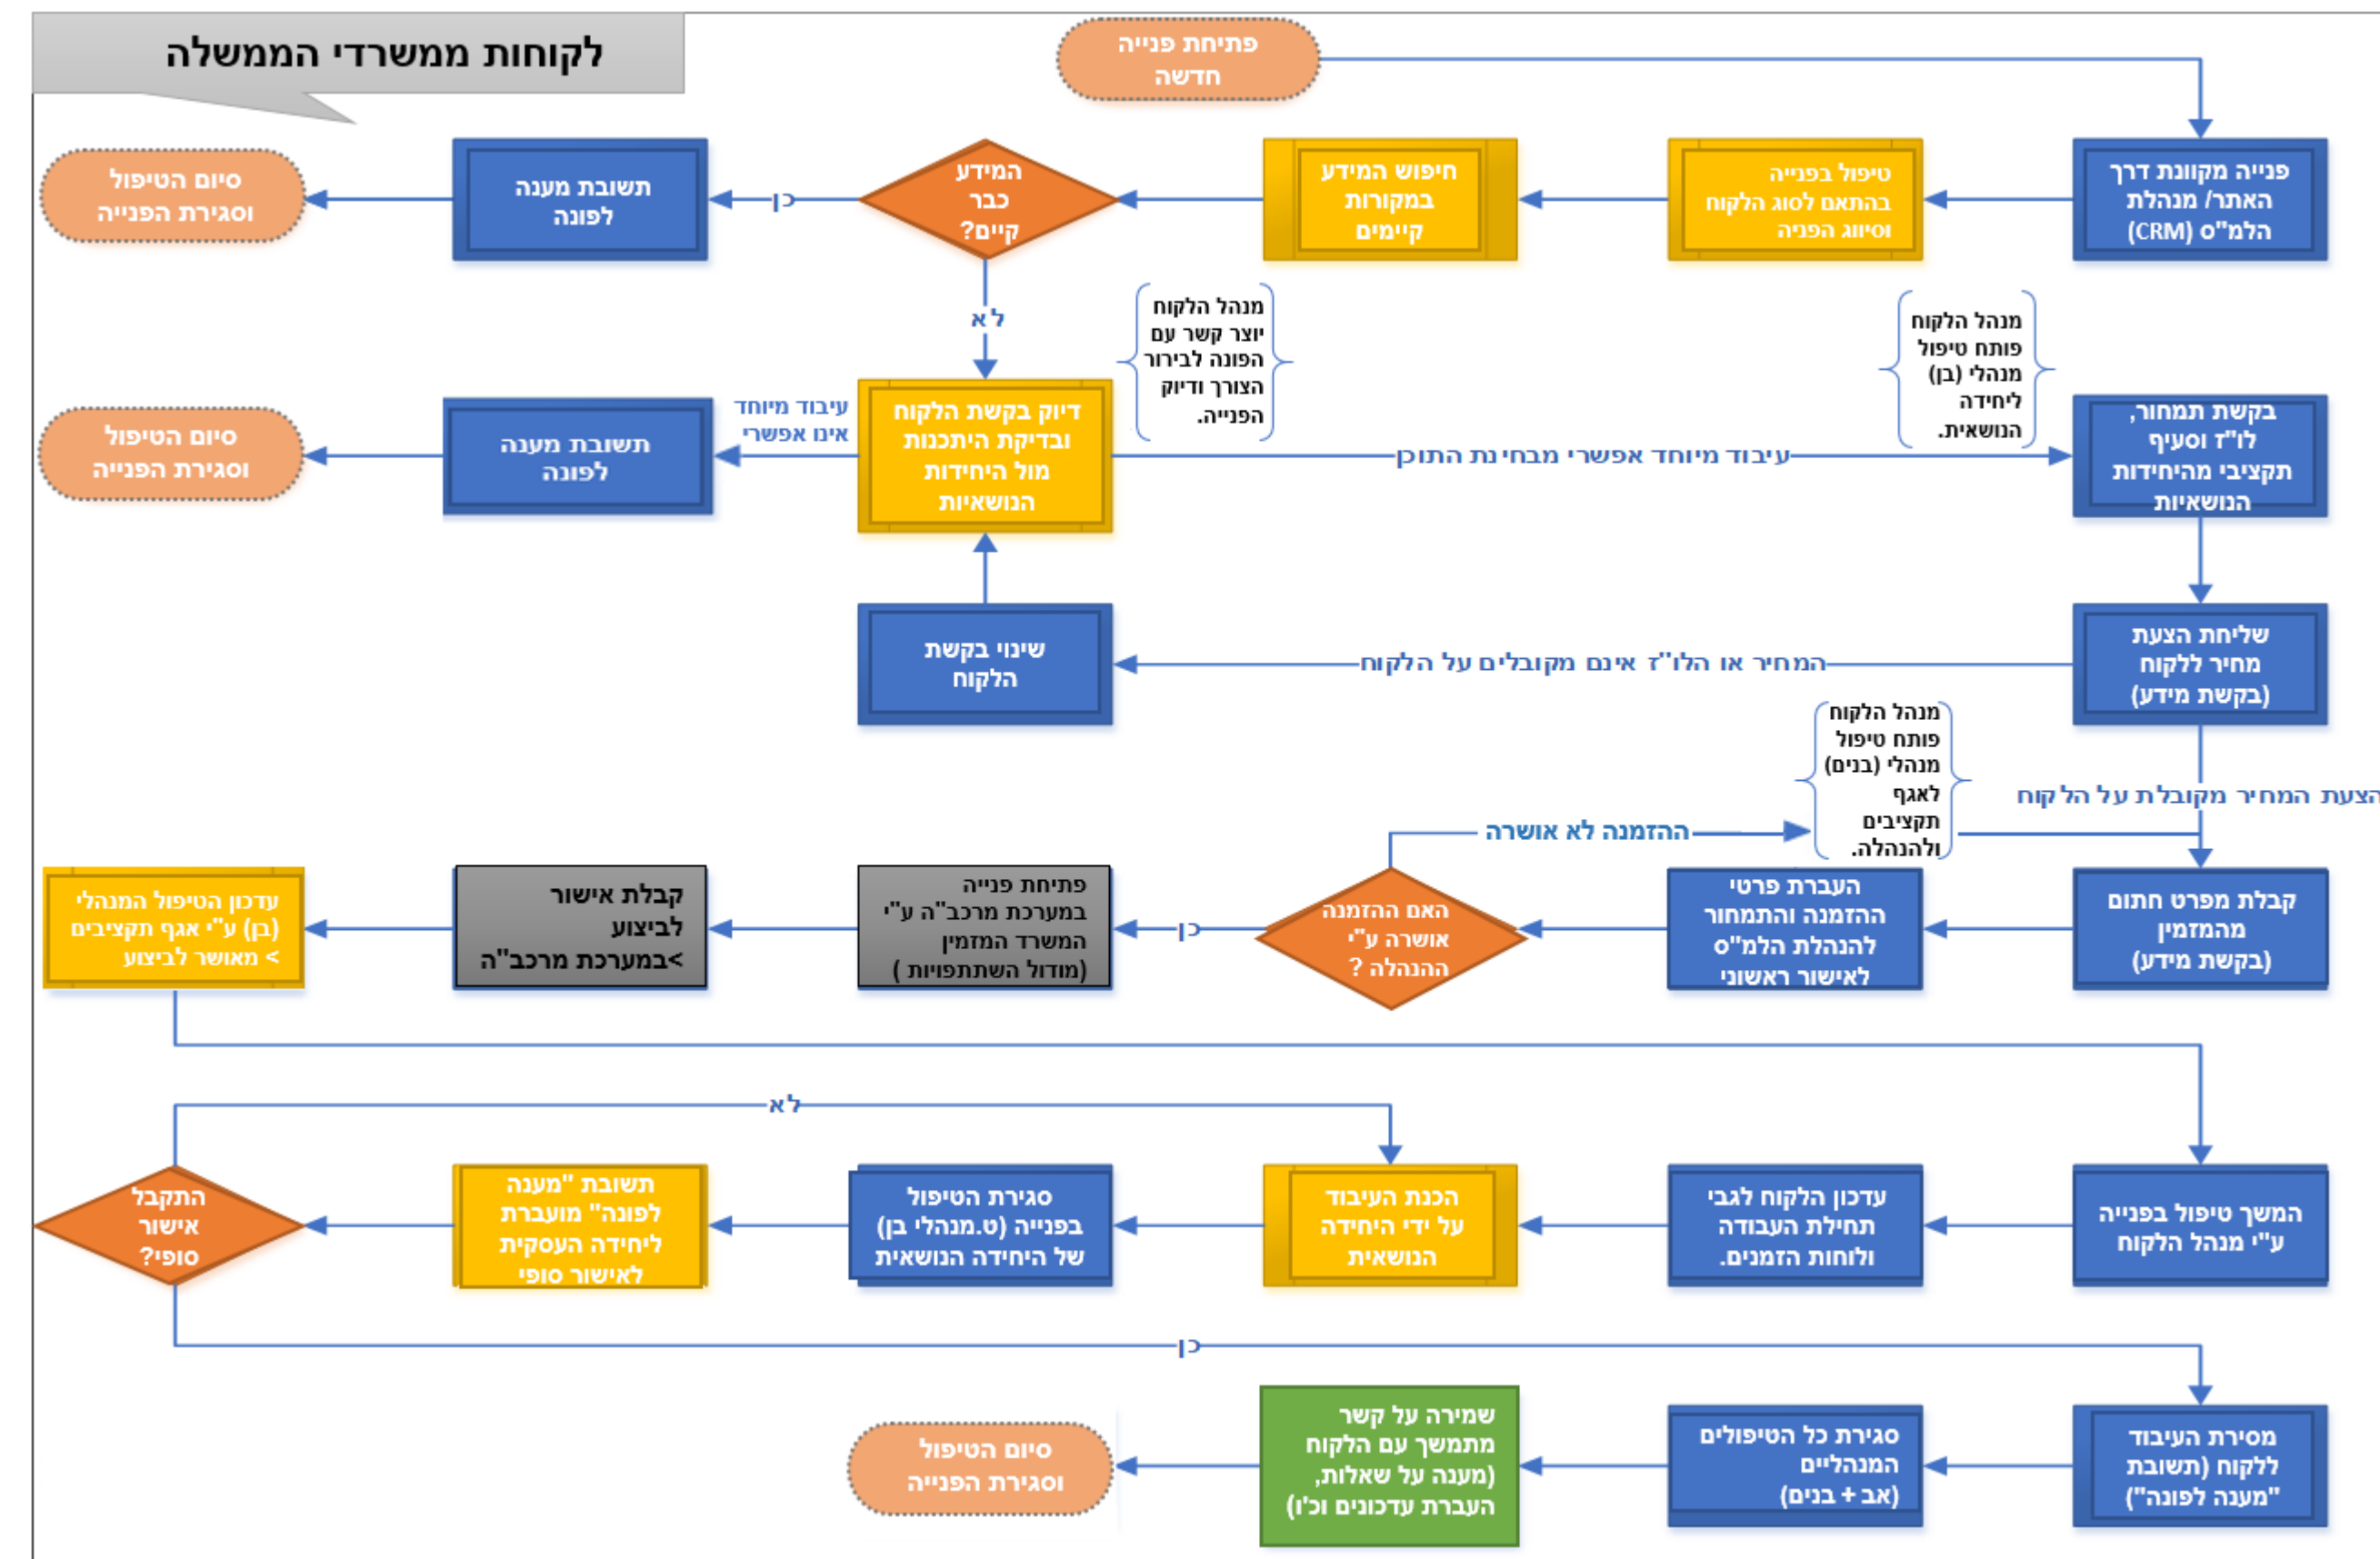 לקוחות ממשרדי הממשלה
פתיחת פנייה
חדשה
פנייה מקוונת דרך
האתר/ מנהלת
הלמ"ס (CRM)
טיפול בפנייה
בהתאם לסוג הלקוח
וסיווג הפניה
חיפוש המידע
במקורות
קיימים
המידע
כבר
קיים?
כן
תשובת מענה
לפונה
סיום הטיפול
וסגירת הפנייה
לא
מנהל הלקוח
יוצר קשר עם
הפונה לבירור
הצורך ודיוק
הפנייה.
מנהל הלקוח
פותח טיפול
מנהלי (בן)
ליחידה
הנושאית.
בקשת תמחור,
לו"ז וסעיף
תקציבי מהיחידות
הנושאיות
עיבוד מיוחד אפשרי מבחינת התוכן
דיוק בקשת הלקוח
ובדיקת היתכנות
מול היחידות
הנושאיות
עיבוד מיוחד
אינו אפשרי
תשובת מענה
לפונה
סיום הטיפול
וסגירת הפנייה
שליחת הצעת
מחיר ללקוח
(בקשת מידע)
המחיר או הלו"ז אינם מקובלים על הלקוח
שינוי בקשת
הלקוח
הצעת המחיר מקובלת על הלקוח
מנהל הלקוח
פותח טיפול
מנהלי (בנים)
לאגף
תקציבים
ולהנהלה.
ההזמנה לא אושרה
קבלת מפרט חתום
מהמזמין
(בקשת מידע)
העברת פרטי
ההזמנה והתמחור
להנהלת הלמ"ס
לאישור ראשוני
האם ההזמנה
אושרה ע"י
ההנהלה ?
כן
פתיחת פנייה
במערכת מרכב"ה ע"י
המשרד המזמין
(מודול השתתפויות )
קבלת אישור
לביצוע
>במערכת מרכב"ה
עדכון הטיפול המנהלי
(בן) ע"י אגף תקציבים
> מאושר לביצוע
לא
המשך טיפול בפנייה
ע"י מנהל הלקוח
עדכון הלקוח לגבי
תחילת העבודה
ולוחות הזמנים.
הכנת העיבוד
על ידי היחידה
הנושאית
סגירת הטיפול
בפנייה (ט.מנהלי בן)
של היחידה הנושאית
תשובת "מענה
לפונה" מועברת
ליחידה העסקית
לאישור סופי
התקבל
אישור
סופי?
כן
מסירת העיבוד
ללקוח (תשובת
"מענה לפונה")
סגירת כל הטיפולים
המנהליים
(אב + בנים)
שמירה על קשר
מתמשך עם הלקוח
(מענה על שאלות,
העברת עדכונים וכ'ו)
סיום הטיפול
וסגירת הפנייה